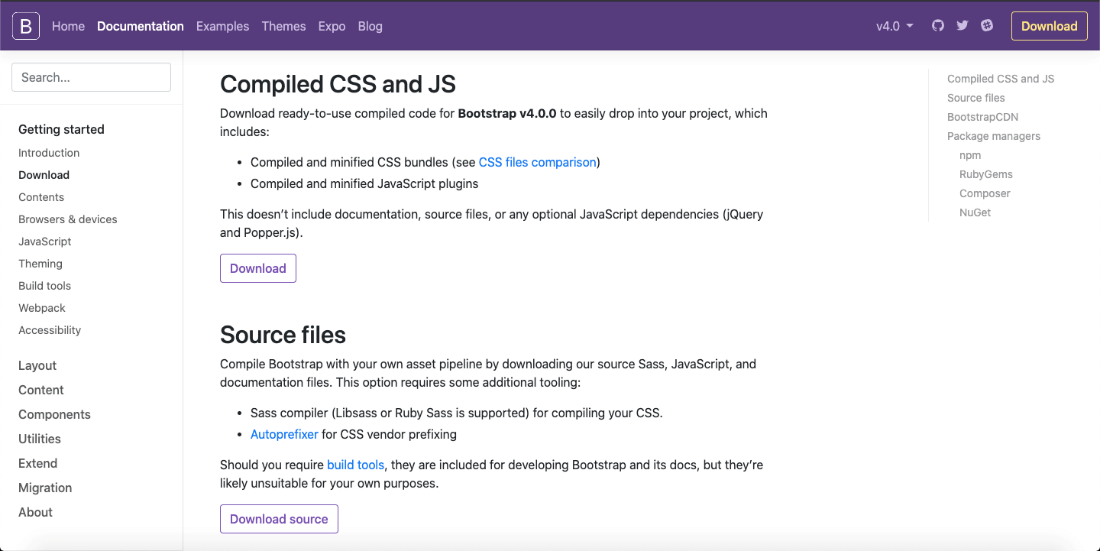 B Home Documentation Examples Themes Expo Blog v4.0 Download
Search...
Getting started
Introduction
Download
Contents
Browsers & devices
JavaScript
Theming
Build tools
Webpack
Accessibility
Layout
Content
Components
Utilities
Extend
Migration
About
Compiled CSS and JS
Download ready-to-use compiled code for Bootstrap v4.0.0 to easily drop into your project, which
includes:
• Compiled and minified CSS bundles (see CSS files comparison)
• Compiled and minified JavaScript plugins
This doesn’t include documentation, source files, or any optional JavaScript dependencies (jQuery
and Popper.js).
Download
Source files
Compile Bootstrap with your own asset pipeline by downloading our source Sass, JavaScript, and
documentation files. This option requires some additional tooling:
• Sass compiler (Libsass or Ruby Sass is supported) for compiling your CSS.
• Autoprefixer for CSS vendor prefixing
Should you require build tools, they are included for developing Bootstrap and its docs, but they’re
likely unsuitable for your own purposes.
Download source
Compiled CSS and JS
Source files
BootstrapCDN
Package managers
npm
RubyGems
Composer
NuGet